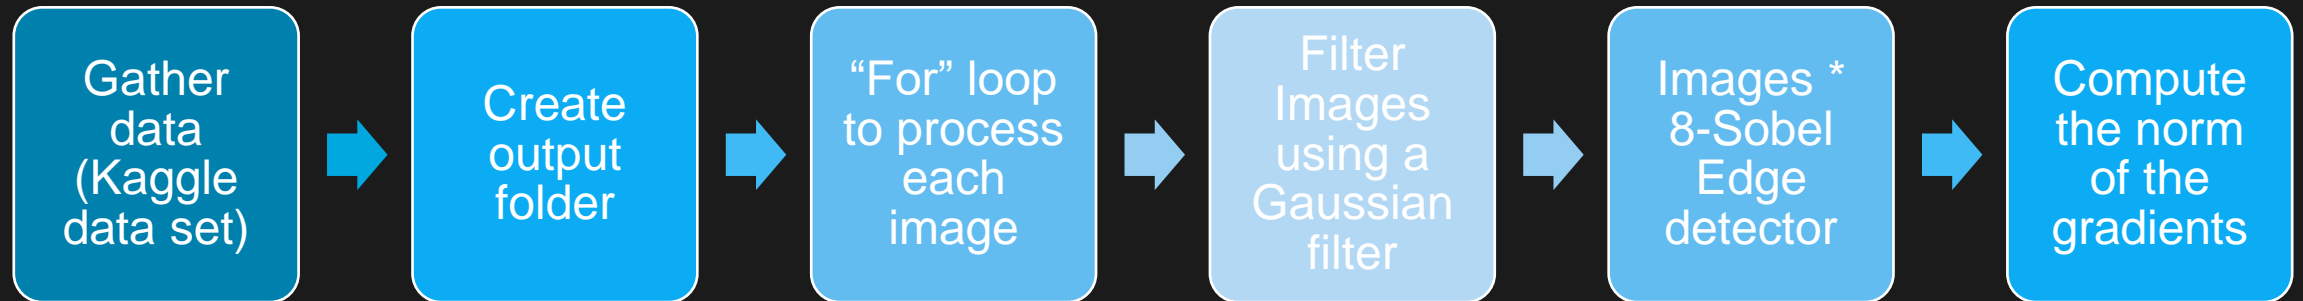 Gather
data
(Kaggle
data set)
Create
output
folder
“For” loop
to process
each
image
Filter
Images
using a
Gaussian
filter
Images *
8-Sobel
Edge
detector
Compute
the norm
of the
gradients